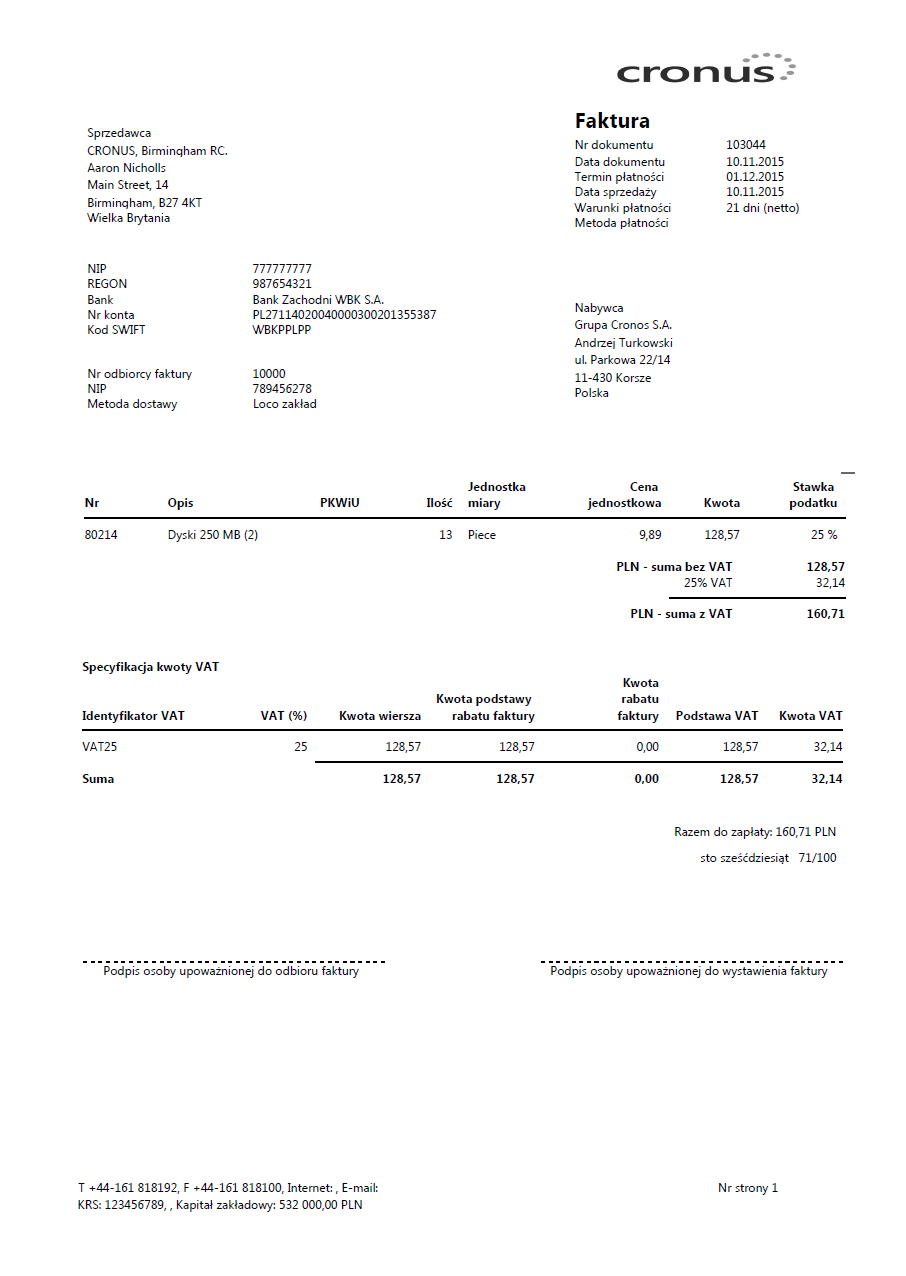 cronus
Faktura
Sprzedawca
CRONUS, Birmingham RC.
Aaron Nicholls
Main Street, 14
Birmingham, B27 4KT
Wielka Brytania
Nr dokumentu 103044
Data dokumentu 10.11.2015
Termin płatności 01.12.2015
Data sprzedaży 10.11.2015
Warunki płatności 21 dni (netto)
Metoda płatności
NIP 777777777
REGON 987654321
Bank Bank Zachodni WBK S.A.
Nr konta PL27114020040000300201355387
Kod SWIFT WBKPPLPP
Nabywca
Grupa Cronos S.A.
Andrzej Turkowski
ul. Parkowa 22/14
11-430 Korsze
Polska
Nr odbiorcy faktury 10000
NIP 789456278
Metoda dostawy Loco zakład
Nr Opis PKWiU Ilość Jednostka miary Cena jednostkowa Kwota Stawka podatku
80214 Dyski 250 MB (2) 13 Piece 9,89 128,57 25 %
PLN - suma bez VAT 128,57
25% VAT 32,14
PLN - suma z VAT 160,71
Specyfikacja kwoty VAT
Identyfikator VAT VAT (%) Kwota wiersza Kwota podstawy rabatu faktury Kwota rabatu faktury Podstawa VAT Kwota VAT
VAT25 25 128,57 128,57 0,00 128,57 32,14
Suma 128,57 128,57 0,00 128,57 32,14
Razem do zapłaty: 160,71 PLN
sto sześćdziesiąt 71/100
Podpis osoby upoważnionej do odbioru faktury
Podpis osoby upoważnionej do wystawienia faktury
T +44-161 818192, F +44-161 818100, Internet: , E-mail:
KRS: 123456789, , Kapitał zakładowy: 532 000,00 PLN
Nr strony 1